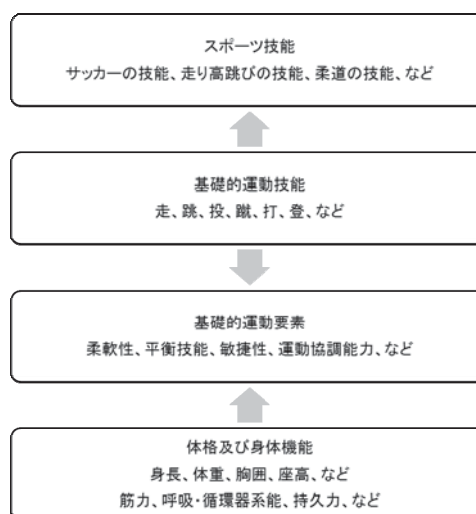 スポーツ技能
サッカーの技能、走り高跳びの技能、柔道の技能、など
基礎的運動技能
走、跳、投、蹴、打、登、など
基礎的運動要素
柔軟性、平衡技能、敏捷性、運動協調能力、など
体格及び身体機能
身長、体重、胸囲、座高、など
筋力、呼吸・循環器系能、持久力、など